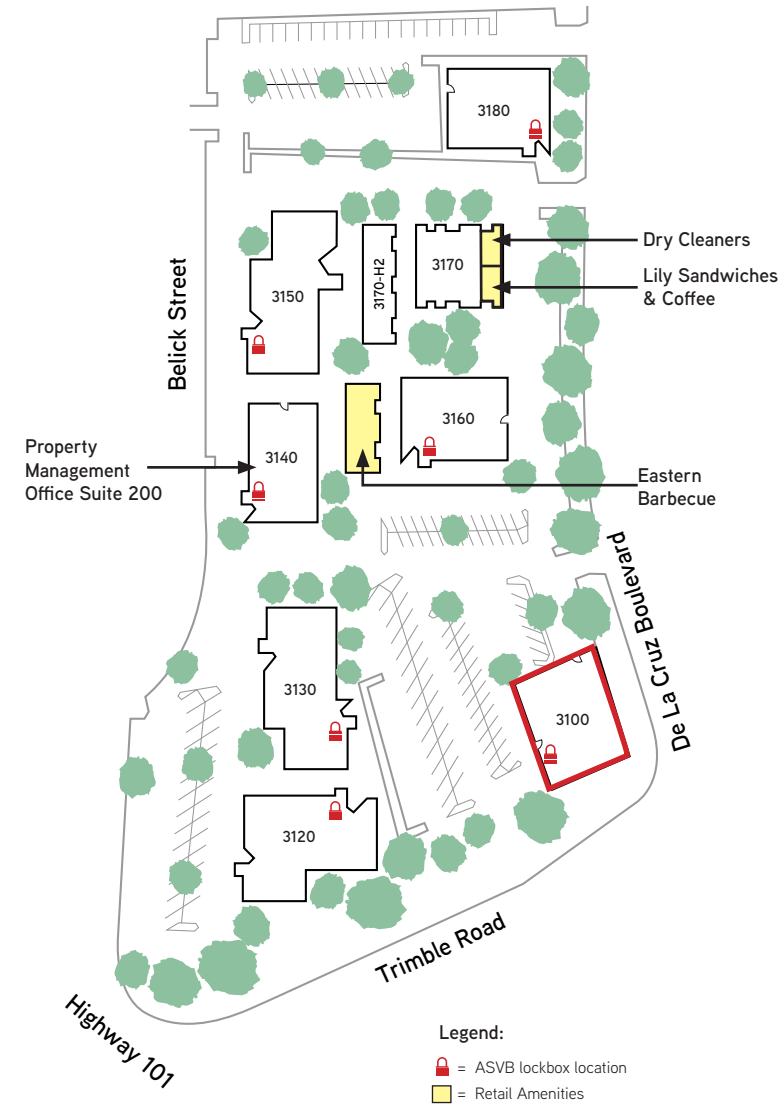 3180
Dry Cleaners
Lily Sandwiches
& Coffee
3170
3170-H2
3150
Belick Street
3160
3140
Property
Management
Office Suite 200
Eastern
Barbecue
De La Cruz Boulevard
3130
3100
3120
Trimble Road
Highway 101
Legend:
= ASVB lockbox location
= Retail Amenities